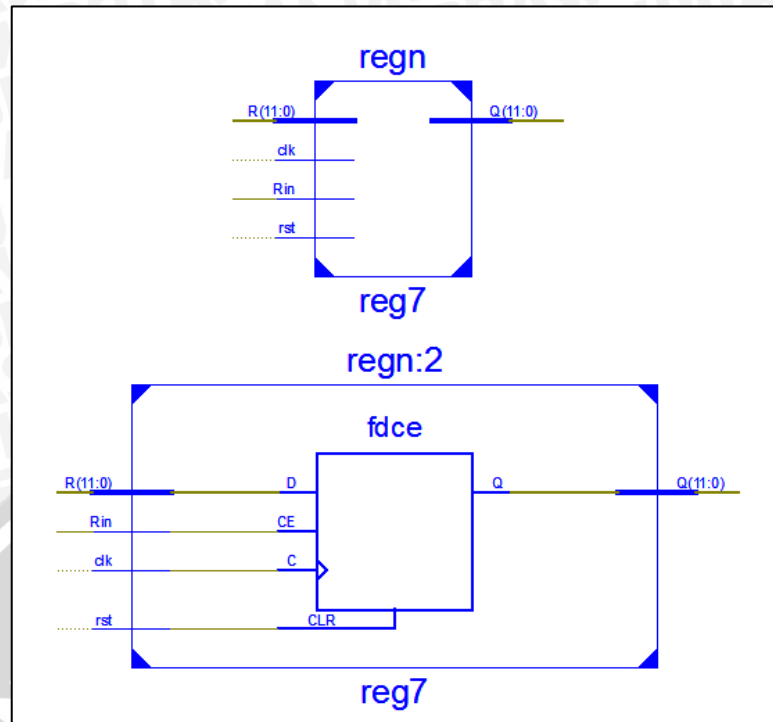 regn
R(11:0) Q(11:0)
clk
Rin
rst
reg7
regn:2
fdce
R(11:0) D Q Q(11:0)
Rin CE
clk C
rst CLR
reg7